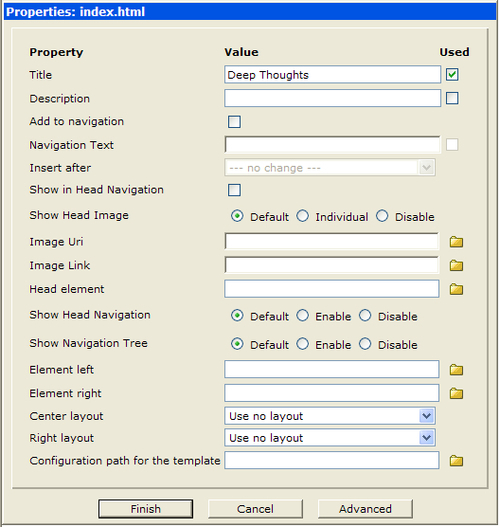 Properties: index.html
Property Value Used
Title Deep Thoughts
Description
Add to navigation
Navigation Text
Insert after --- no change ---
Show in Head Navigation
Show Head Image Default Individual Disable
Image Uri
Image Link
Head element
Show Head Navigation Default Enable Disable
Show Navigation Tree Default Enable Disable
Element left
Element right
Center layout Use no layout
Right layout Use no layout
Configuration path for the template
Finish Cancel Advanced